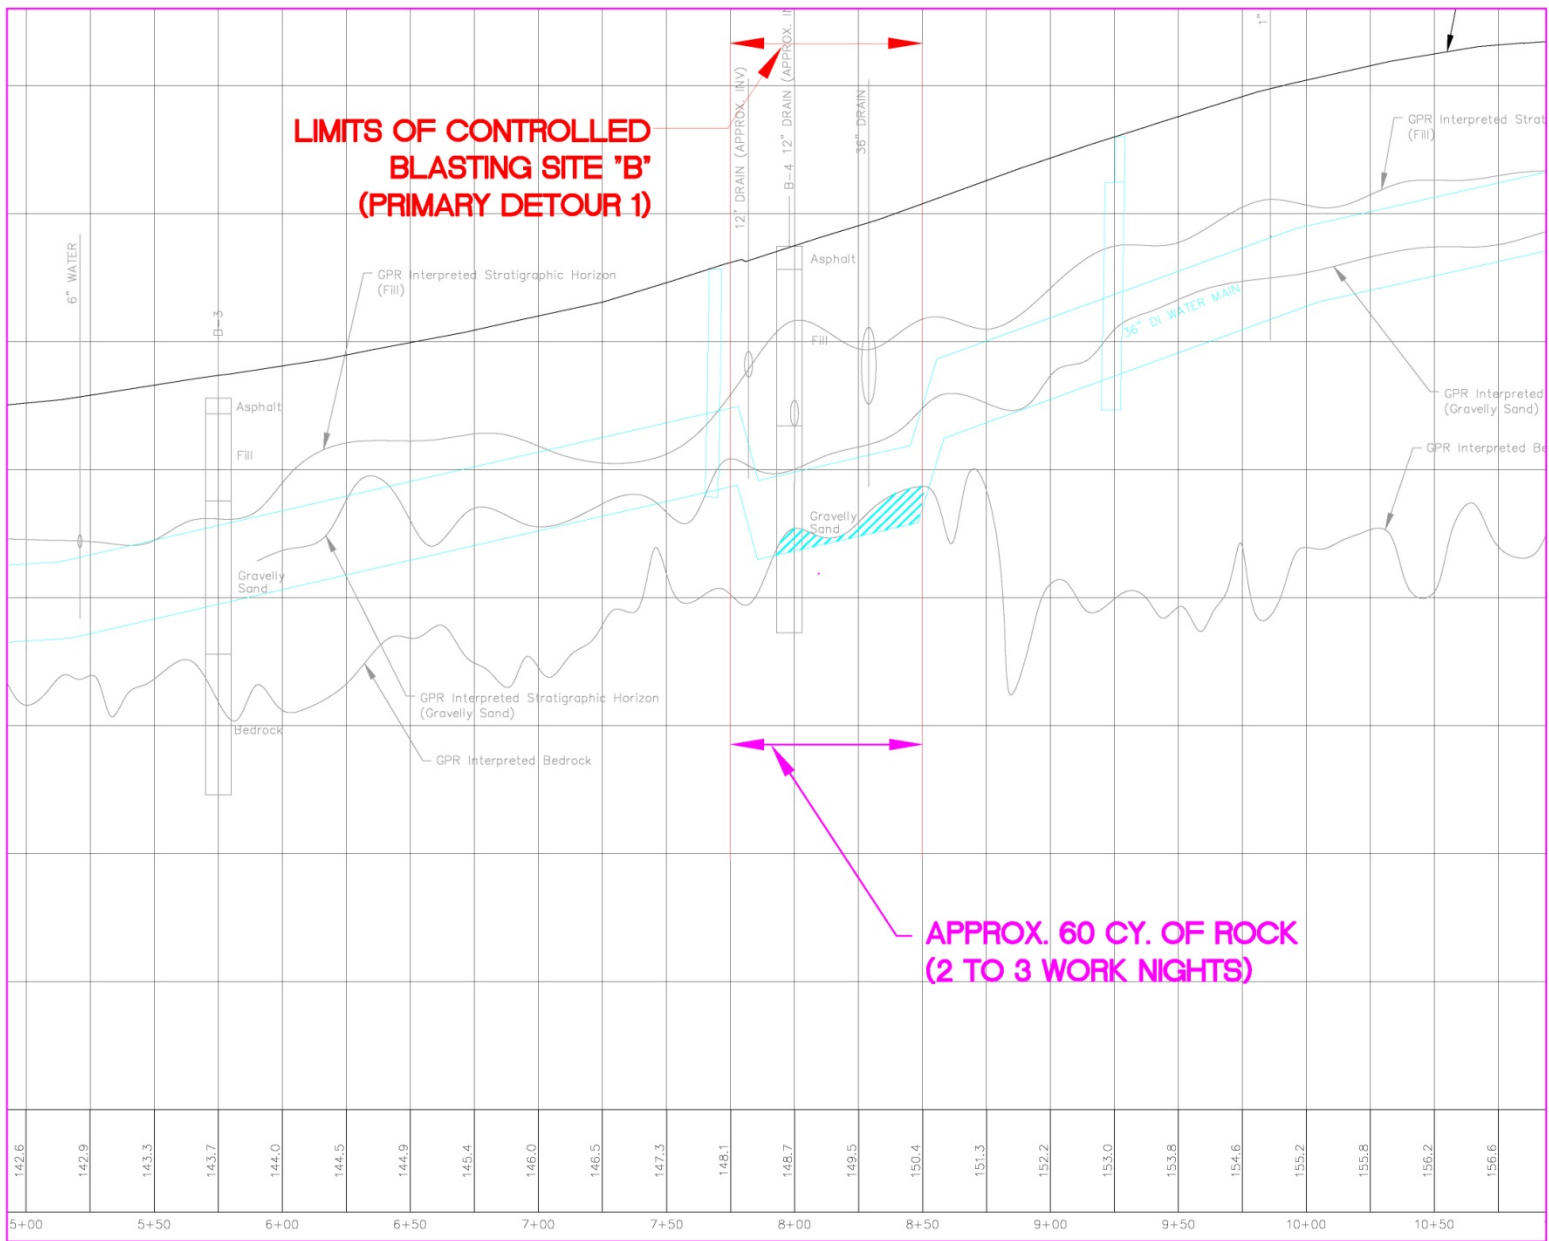 1"
12" DRAIN (APPROX. INV)
B-4 12" DRAIN (APPROX.
36" DRAIN
LIMITS OF CONTROLLED
BLASTING SITE "B"
(PRIMARY DETOUR 1)
GPR Interpreted Strat
(Fill)
6" WATER
B-3
GPR Interpreted Stratigraphic Horizon
(Fill)
Asphalt
Fill
36" DI WATER MAIN
Asphalt
Fill
GPR Interpreted
(Gravelly Sand)
GPR Interpreted Be
Gravelly
Sand
Gravelly
Sand
GPR Interpreted Stratigraphic Horizon
(Gravelly Sand)
Bedrock
GPR Interpreted Bedrock
APPROX. 60 CY. OF ROCK
(2 TO 3 WORK NIGHTS)
142.6 142.9 143.3 143.7 144.0 144.5 144.9 145.4 146.0 146.5 147.3 148.1 148.7 149.5 150.4 151.3 152.2 153.0 153.8 154.6 155.2 155.8 156.2 156.6
5+00 5+50 6+00 6+50 7+00 7+50 8+00 8+50 9+00 9+50 10+00 10+50